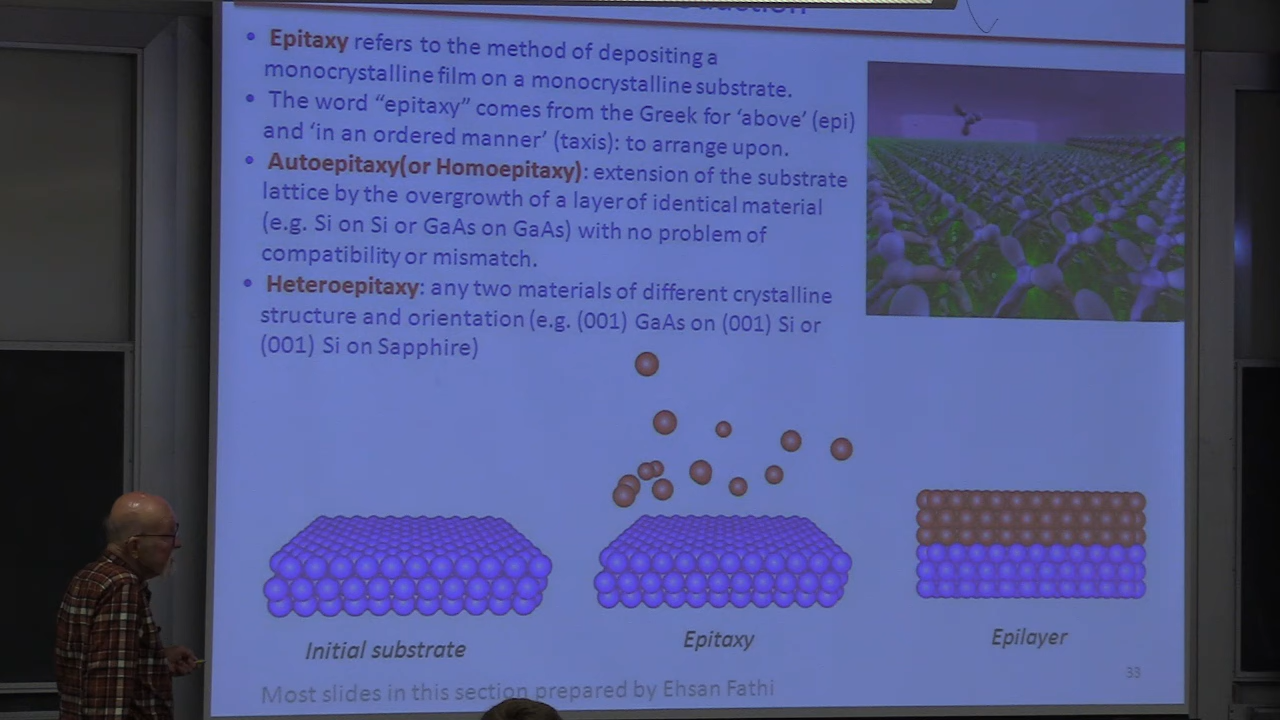 • Epitaxy refers to the method of depositing a
monocrystalline film on a monocrystalline substrate.
• The word “epitaxy” comes from the Greek for ‘above’ (epi)
and ‘in an ordered manner’ (taxis): to arrange upon.
• Autoepitaxy(or Homoepitaxy): extension of the substrate
lattice by the overgrowth of a layer of identical material
(e.g. Si on Si or GaAs on GaAs) with no problem of
compatibility or mismatch.
• Heteroepitaxy: any two materials of different crystalline
structure and orientation (e.g. (001) GaAs on (001) Si or
(001) Si on Sapphire)
Initial substrate
Epitaxy
Epilayer
33
Most slides in this section prepared by Ehsan Fathi